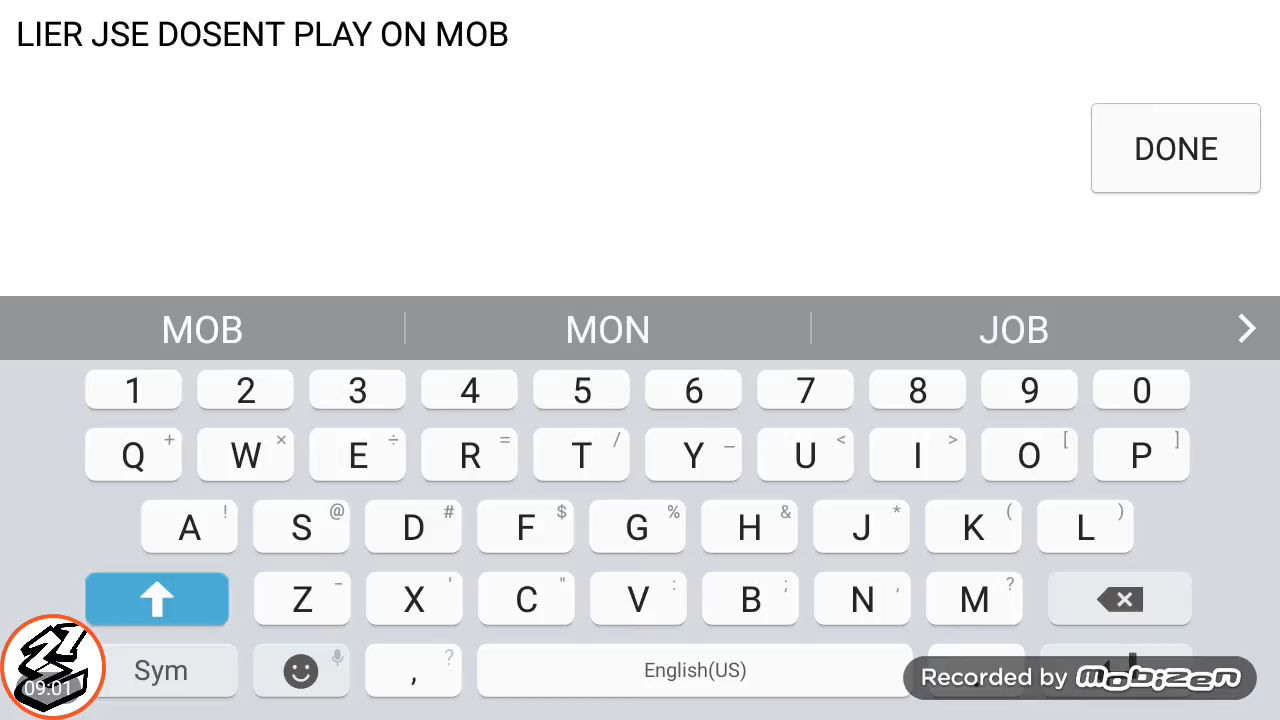 LIER JSE DOSENT PLAY ON MOB
DONE
MOB MON JOB
1 2 3 4 5 6 7 8 9 0
Q + W × E ÷ R = T / Y _ U < I > O [ P ]
A ! S @ D # F $ G % H & J * K ( L )
Z - X ' C " V : B ; N , M ?
09:01 Sym , ? English(US) Recorded by mobizen